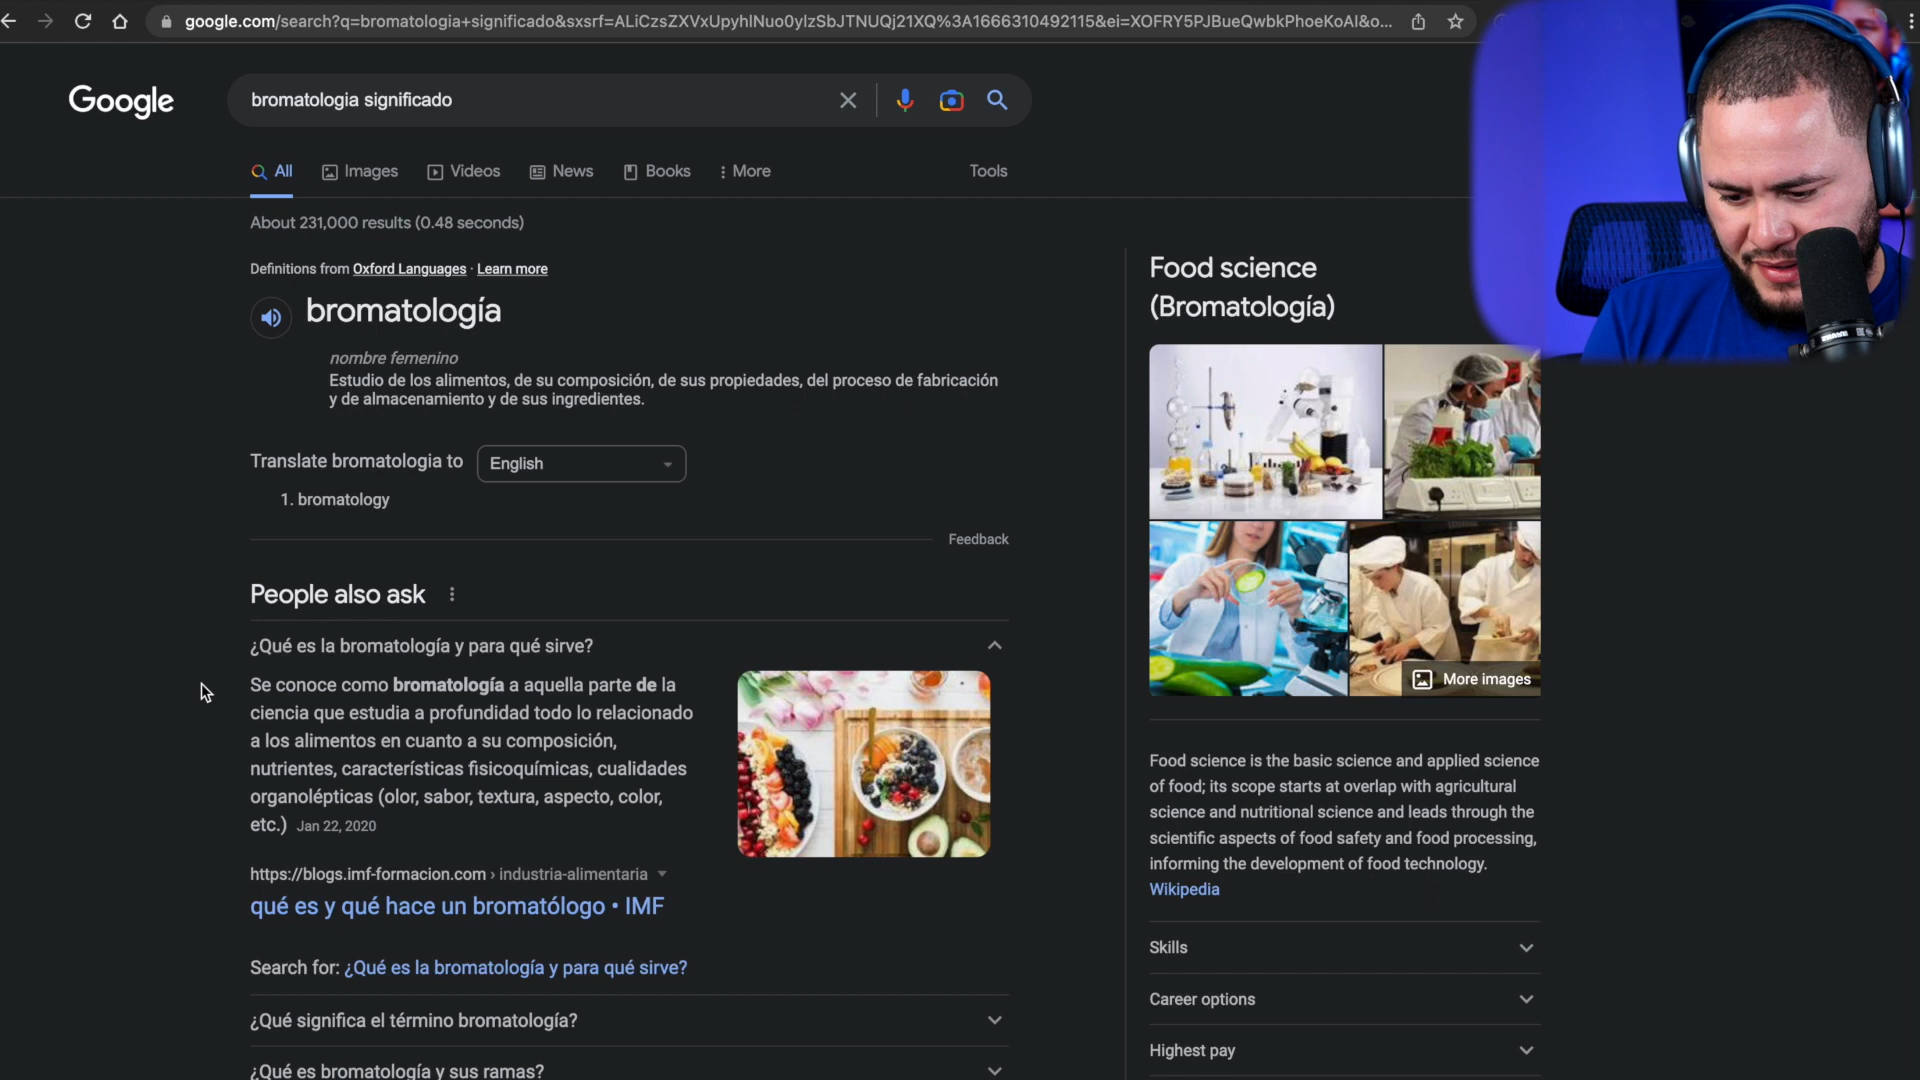 google.com/search?q=bromatologia+significado&sxsrf=ALiCzsZXVxUpyhlNuo0ylzSbJTNUQj21XQ%3A1666310492115&ei=XOFRY5PJBueQwbkPhoeKoAI&o...
Google
bromatologia significado
All
Images
Videos
News
Books
More
Tools
About 231,000 results (0.48 seconds)
Definitions from Oxford Languages · Learn more
bromatología
nombre femenino
Estudio de los alimentos, de su composición, de sus propiedades, del proceso de fabricación
y de almacenamiento y de sus ingredientes.
Translate bromatologia to
English
1. bromatology
Feedback
People also ask
¿Qué es la bromatología y para qué sirve?
Se conoce como bromatología a aquella parte de la
ciencia que estudia a profundidad todo lo relacionado
a los alimentos en cuanto a su composición,
nutrientes, características fisicoquímicas, cualidades
organolépticas (olor, sabor, textura, aspecto, color,
etc.) Jan 22, 2020
https://blogs.imf-formacion.com › industria-alimentaria
qué es y qué hace un bromatólogo • IMF
Search for: ¿Qué es la bromatología y para qué sirve?
¿Qué significa el término bromatología?
¿Qué es bromatología y sus ramas?
Food science
(Bromatología)
More images
Food science is the basic science and applied science
of food; its scope starts at overlap with agricultural
science and nutritional science and leads through the
scientific aspects of food safety and food processing,
informing the development of food technology.
Wikipedia
Skills
Career options
Highest pay